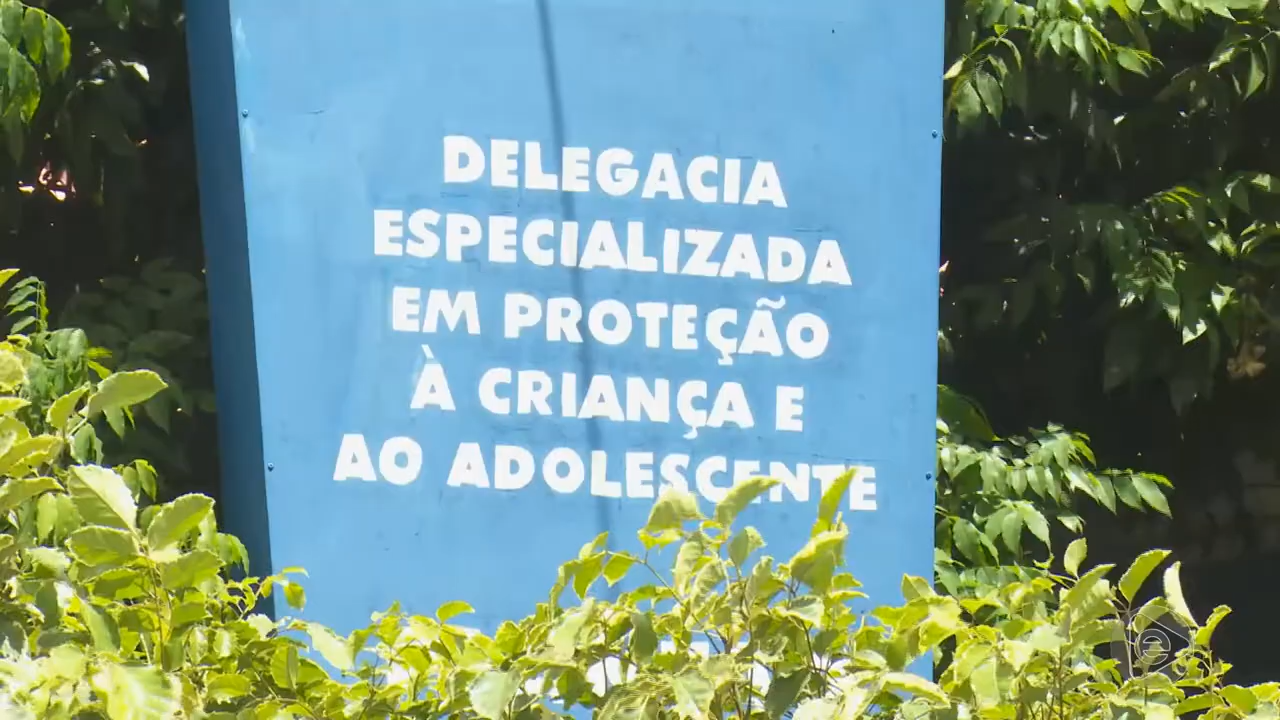 DELEGACIA
ESPECIALIZADA
EM PROTEÇÃO
À CRIANÇA E
AO ADOLESCENTE